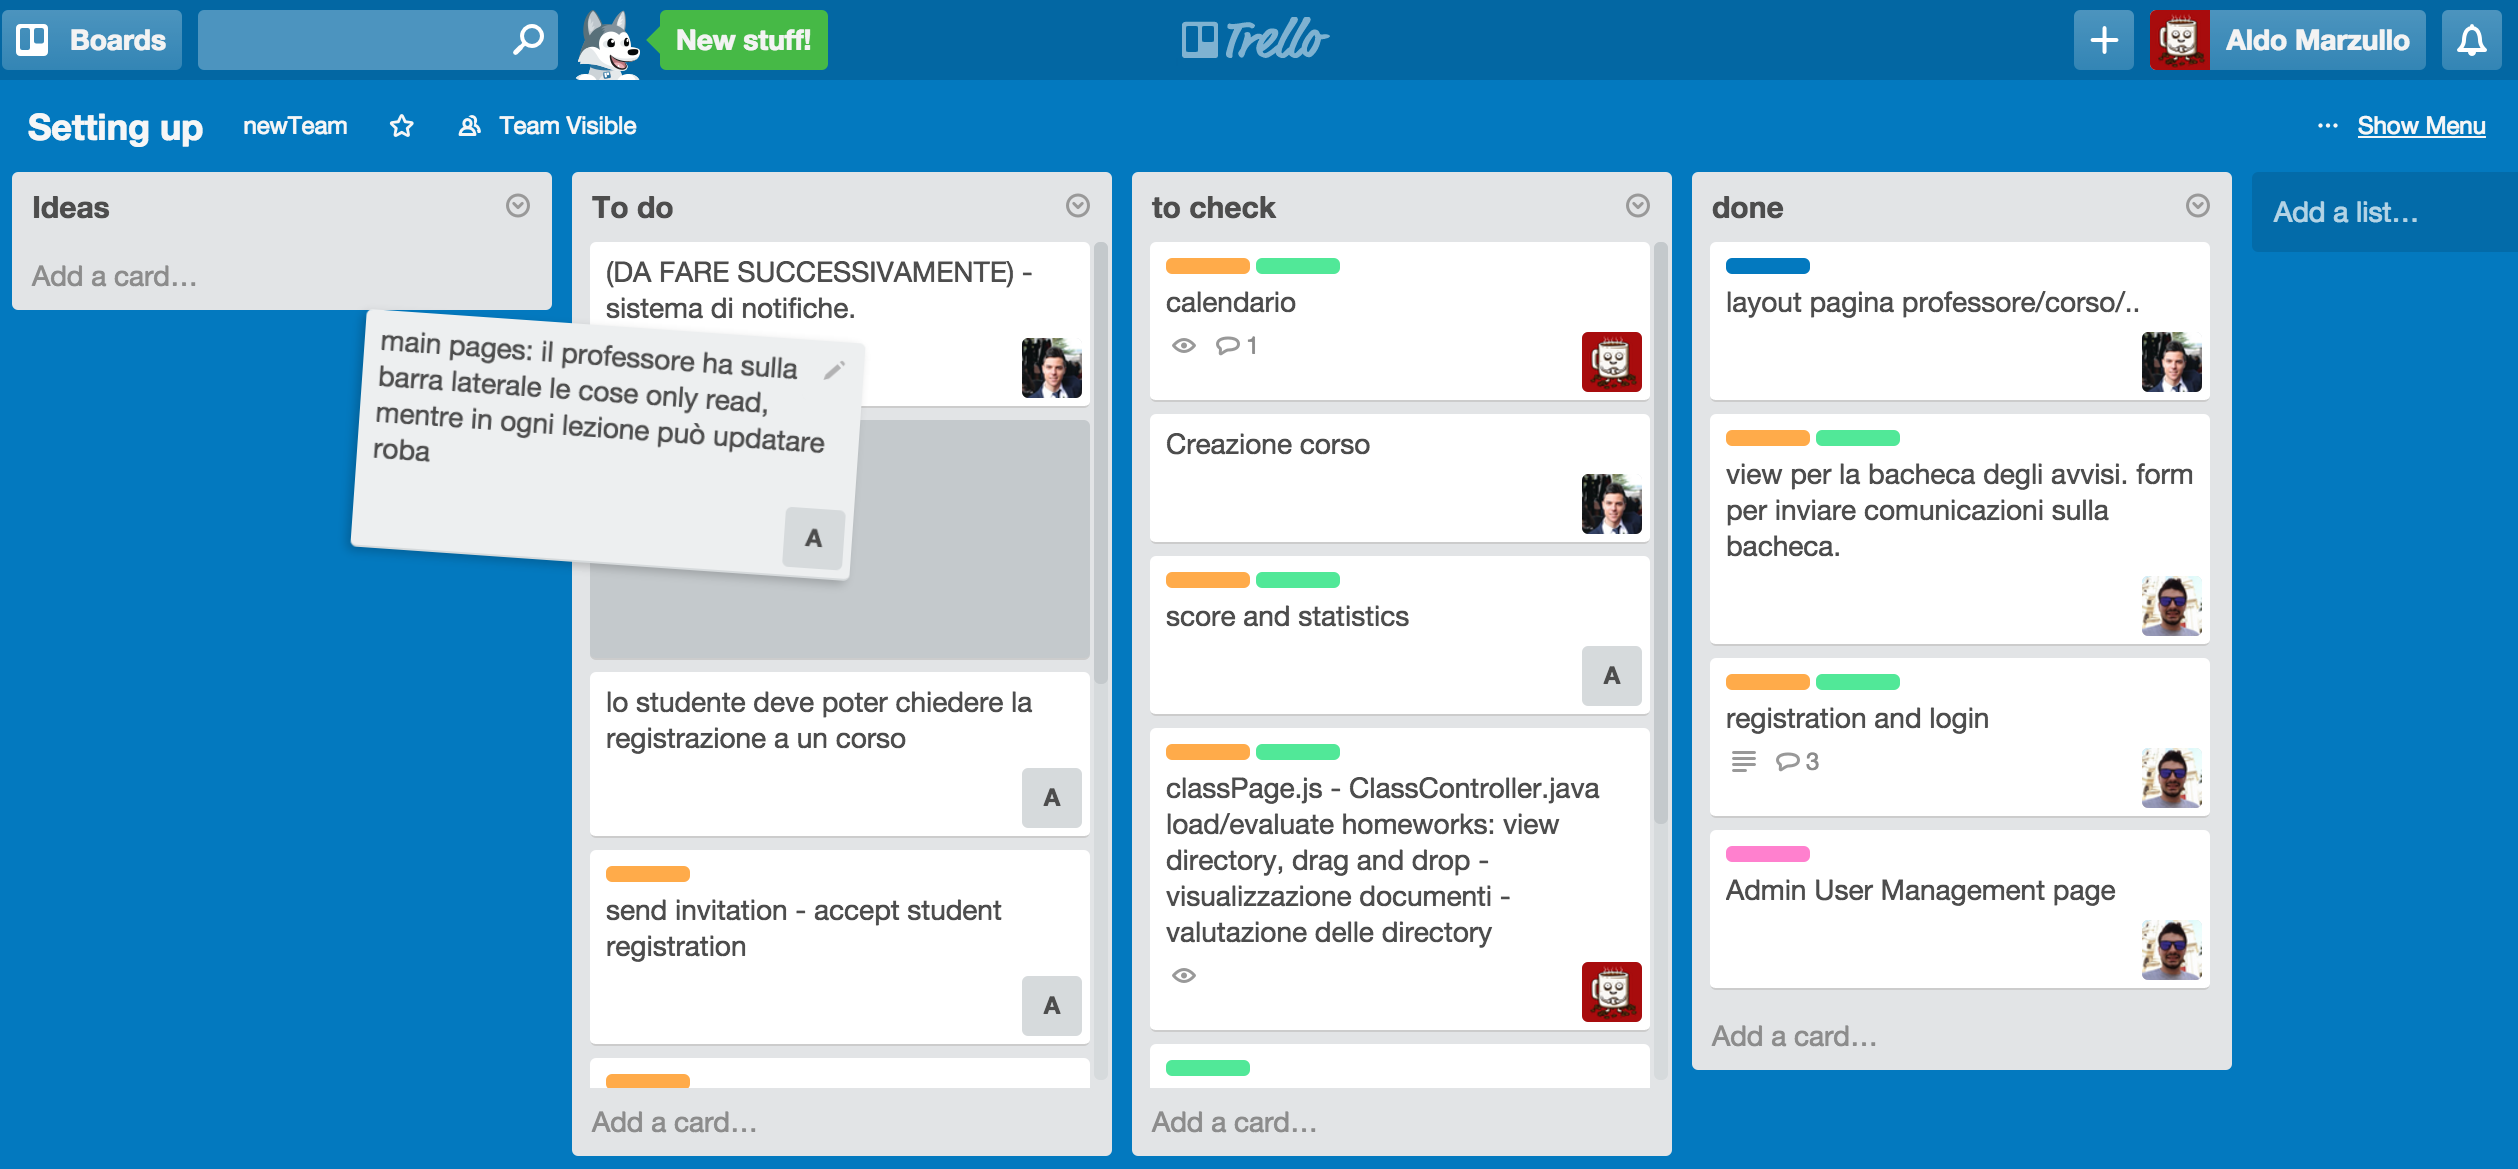 Boards
New stuff!
Trello
Aldo Marzullo
Setting up
newTeam
Team Visible
... Show Menu
Ideas
Add a card...
To do
(DA FARE SUCCESSIVAMENTE) -
sistema di notifiche.
main pages: il professore ha sulla
barra laterale le cose only read,
mentre in ogni lezione può updatare
roba
A
lo studente deve poter chiedere la
registrazione a un corso
A
send invitation - accept student
registration
A
Add a card...
to check
calendario
1
Creazione corso
score and statistics
A
classPage.js - ClassController.java
load/evaluate homeworks: view
directory, drag and drop -
visualizzazione documenti -
valutazione delle directory
Add a card...
done
layout pagina professore/corso/..
view per la bacheca degli avvisi. form
per inviare comunicazioni sulla
bacheca.
registration and login
3
Admin User Management page
Add a card...
Add a list...